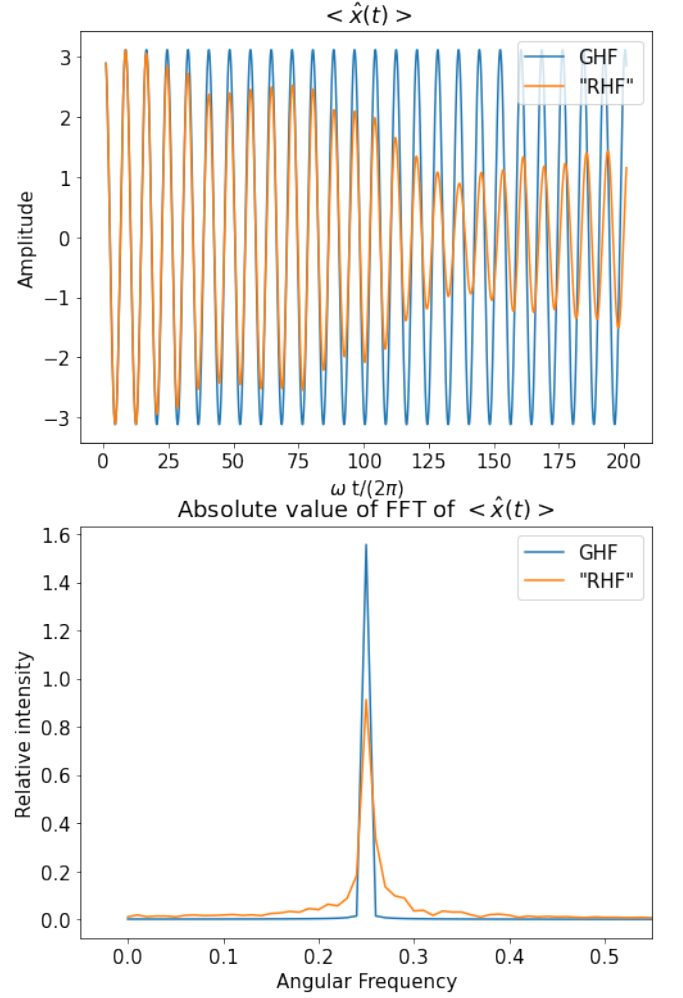 < x̂(t) >
GHF
"RHF"
Amplitude
3
2
1
0
−1
−2
−3
0 25 50 75 100 125 150 175 200
ω t/(2π)
Absolute value of FFT of < x̂(t) >
GHF
"RHF"
Relative intensity
1.6
1.4
1.2
1.0
0.8
0.6
0.4
0.2
0.0
0.0 0.1 0.2 0.3 0.4 0.5
Angular Frequency